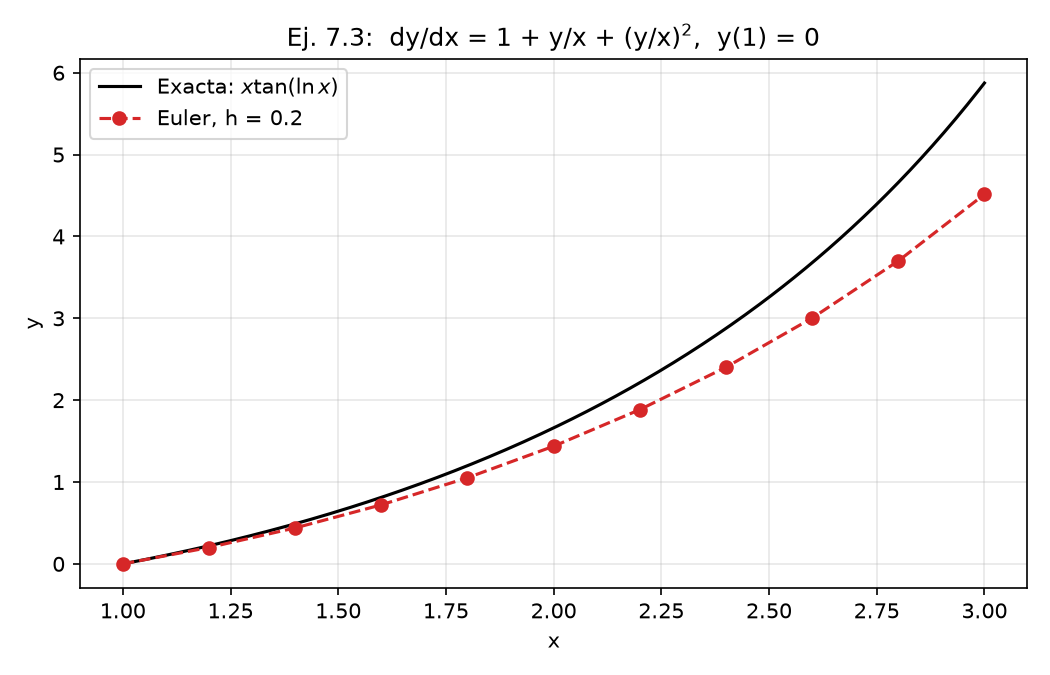 Ej. 7.3:  dy/dx = 1 + y/x + (y/x)², y(1) = 0
Exacta: x tan(ln x)
Euler, h = 0.2
6
5
4
3
2
1
0
y
1.00 1.25 1.50 1.75 2.00 2.25 2.50 2.75 3.00
x